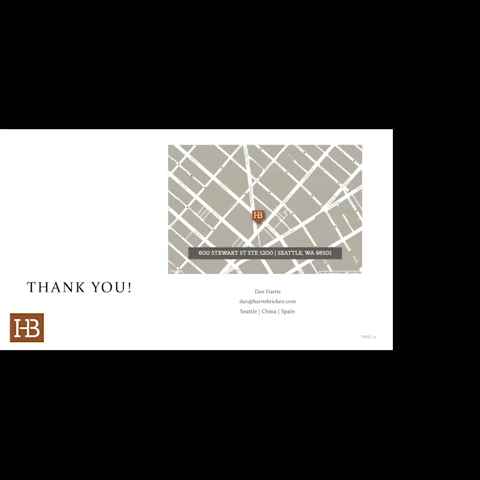 HB
600 STEWART ST STE 1200 | SEATTLE, WA 98101
THANK YOU!
Dan Harris
dan@harrisbricken.com
Seattle | China | Spain
HB